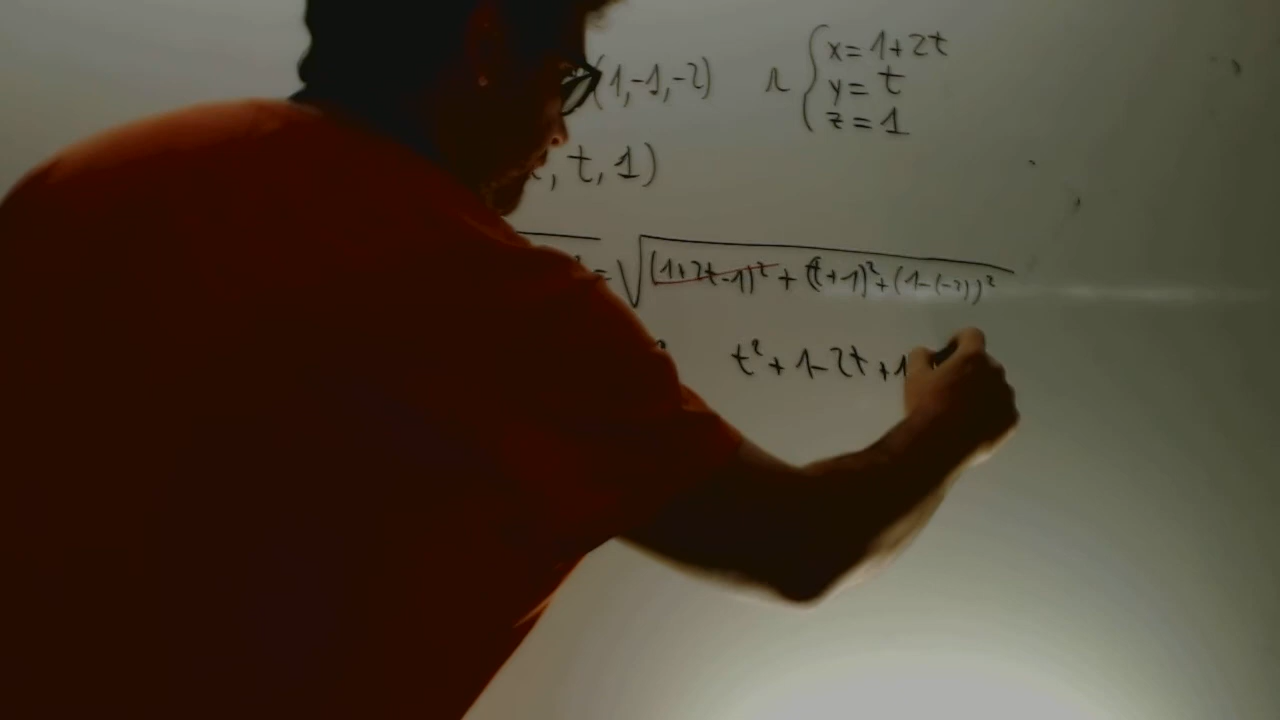 (1,-1,-2) r { x = 1+2t
y = t
z = 1
, t, 1)
² = √(1+2t-1)² + (t+1)² + (1-(-2))²
t² + 1-2t + 1